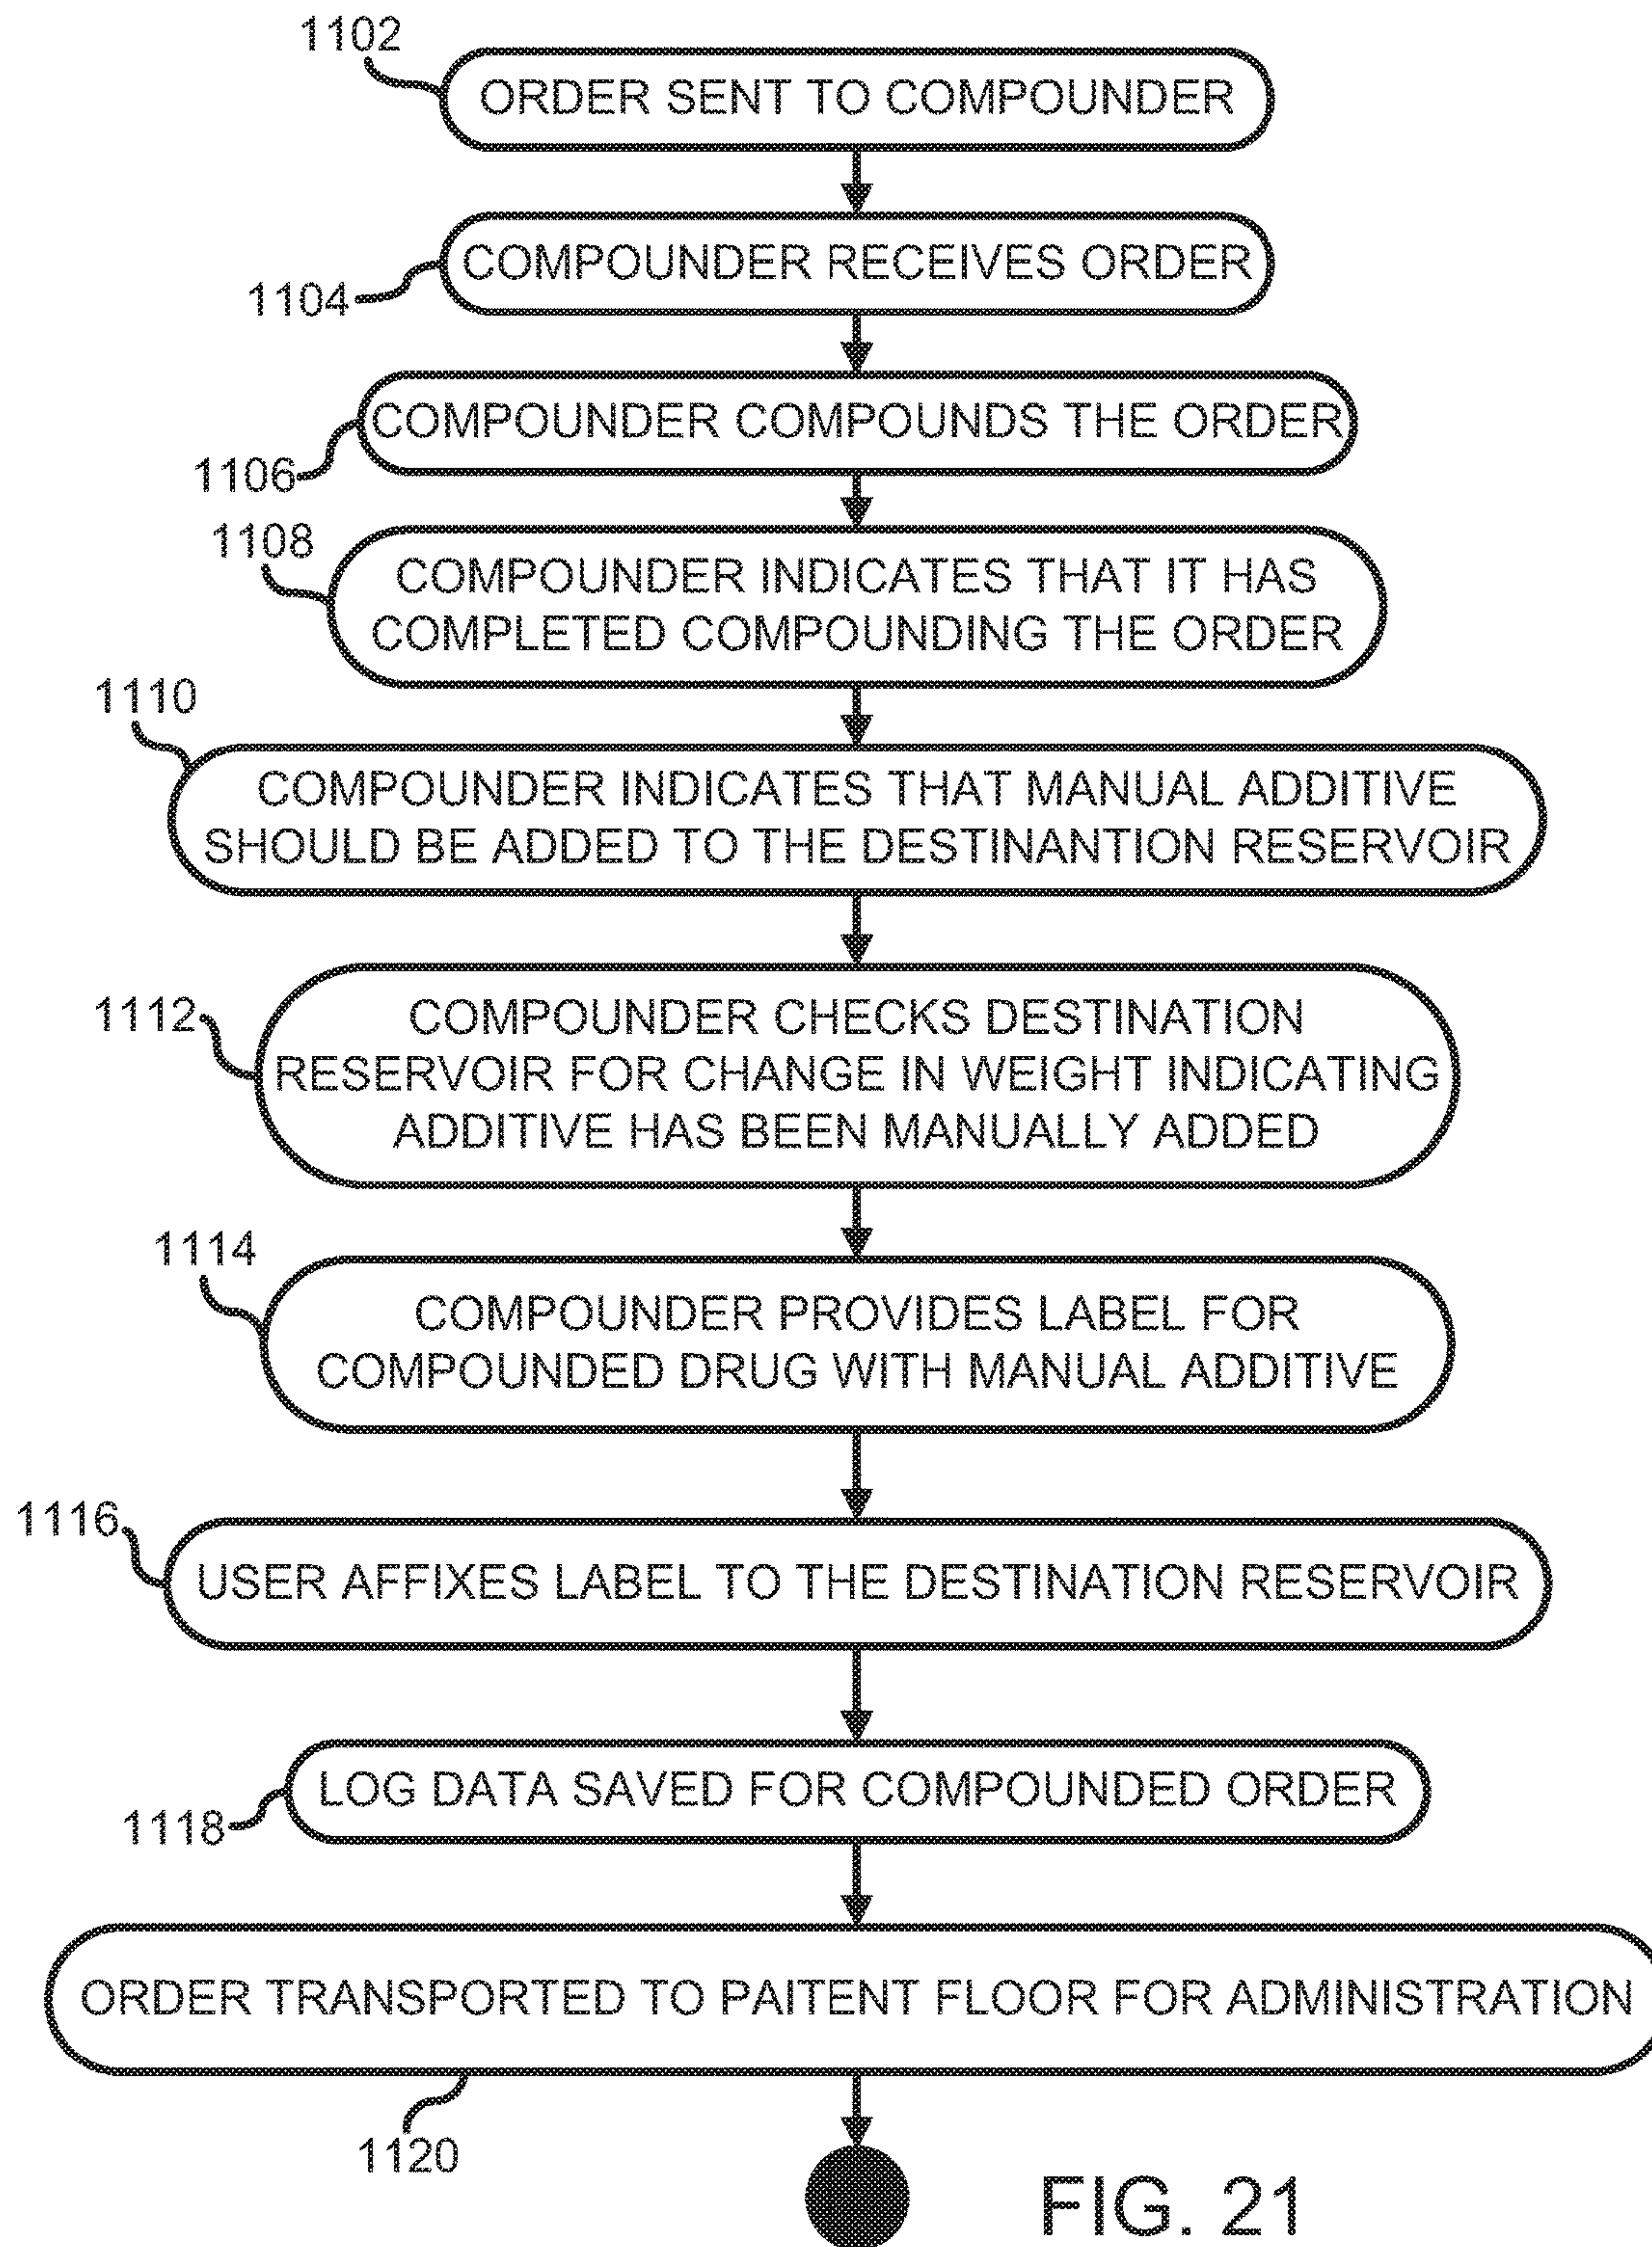 1102
ORDER SENT TO COMPOUNDER
COMPOUNDER RECEIVES ORDER
1104
COMPOUNDER COMPOUNDS THE ORDER
1106
1108
COMPOUNDER INDICATES THAT IT HAS
COMPLETED COMPOUNDING THE ORDER
1110
COMPOUNDER INDICATES THAT MANUAL ADDITIVE
SHOULD BE ADDED TO THE DESTINANTION RESERVOIR
1112
COMPOUNDER CHECKS DESTINATION
RESERVOIR FOR CHANGE IN WEIGHT INDICATING
ADDITIVE HAS BEEN MANUALLY ADDED
1114
COMPOUNDER PROVIDES LABEL FOR
COMPOUNDED DRUG WITH MANUAL ADDITIVE
1116
USER AFFIXES LABEL TO THE DESTINATION RESERVOIR
LOG DATA SAVED FOR COMPOUNDED ORDER
1118
ORDER TRANSPORTED TO PAITENT FLOOR FOR ADMINISTRATION
1120
FIG. 21